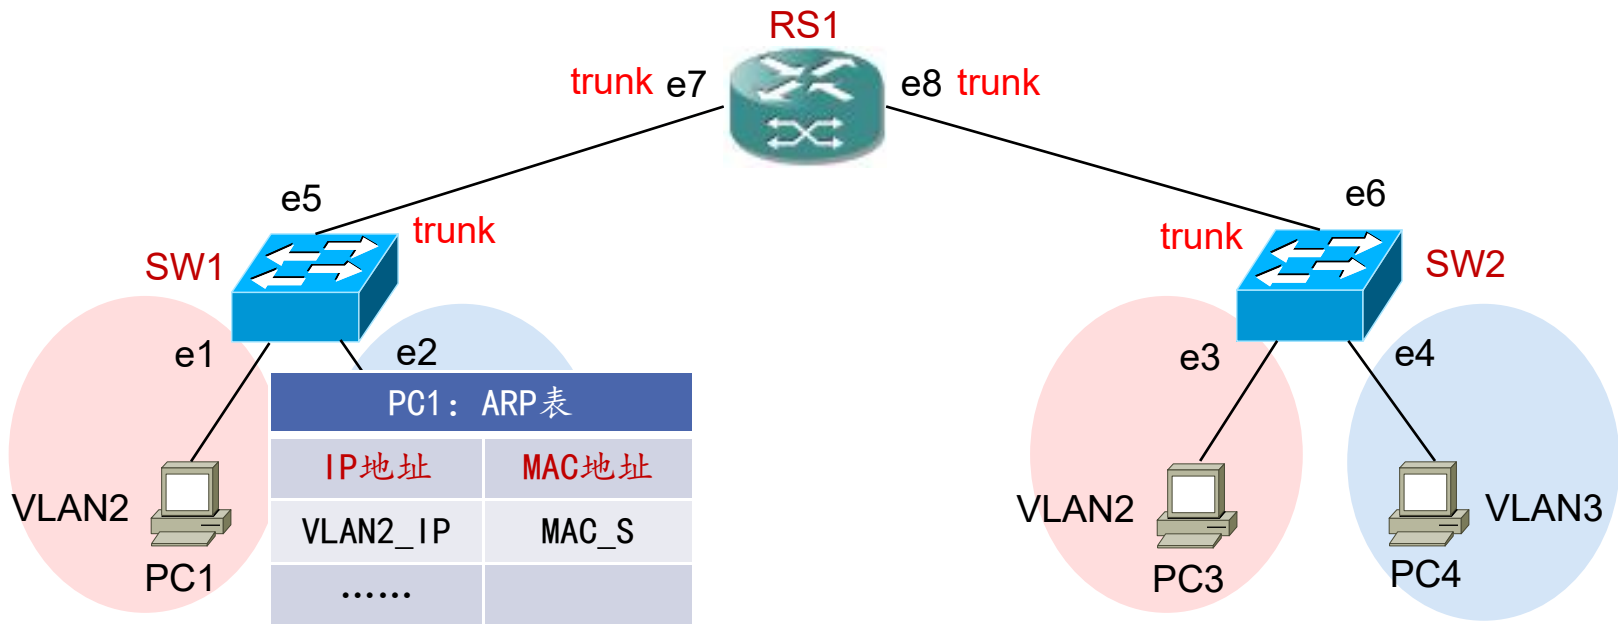 RS1
trunk e7
e8 trunk
e5
trunk
SW1
e6
trunk
SW2
e1
e2
e3
e4
PC1：ARP表
IP地址 MAC地址
VLAN2_IP MAC_S
……
VLAN2
PC1
VLAN2
PC3
VLAN3
PC4